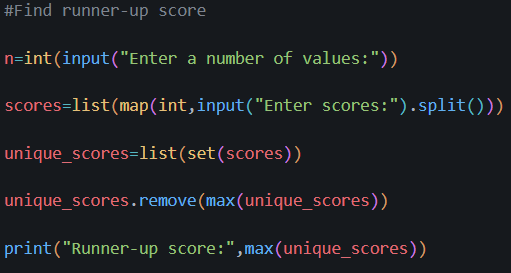 #Find runner-up score
n=int(input("Enter a number of values:"))
scores=list(map(int,input("Enter scores:").split()))
unique_scores=list(set(scores))
unique_scores.remove(max(unique_scores))
print("Runner-up score:",max(unique_scores))